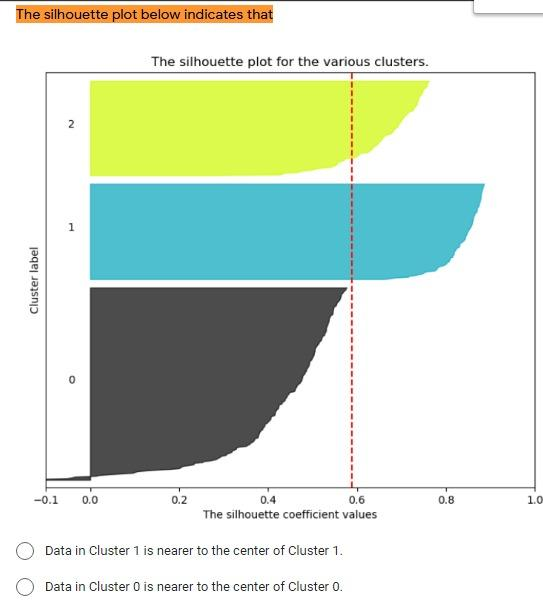 The silhouette plot below indicates that
The silhouette plot for the various clusters.
2
1
0
Cluster label
−0.1 0.0 0.2 0.4 0.6 0.8 1.0
The silhouette coefficient values
Data in Cluster 1 is nearer to the center of Cluster 1.
Data in Cluster 0 is nearer to the center of Cluster 0.